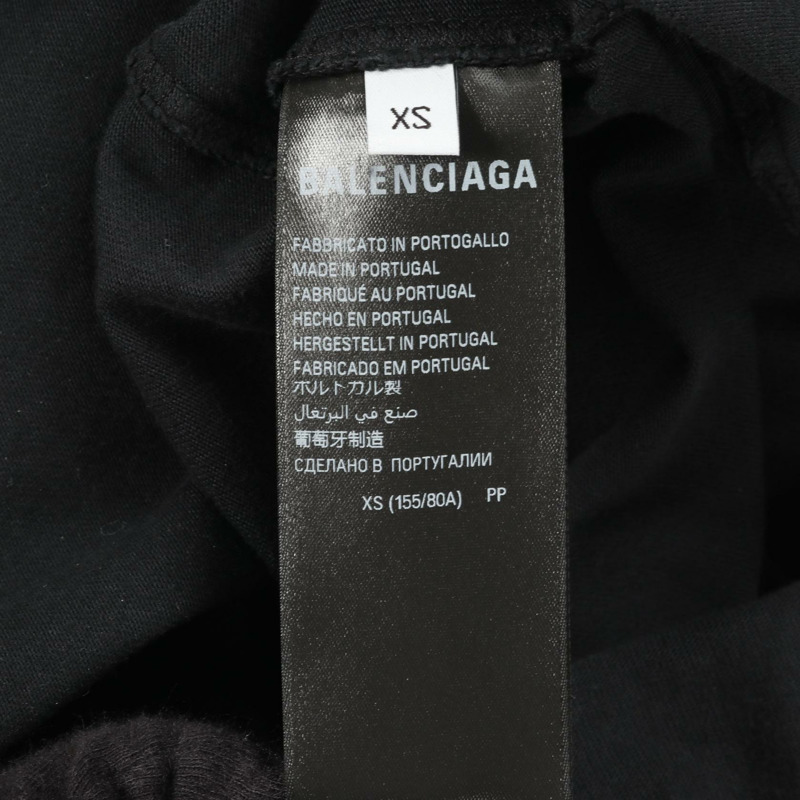 XS
BALENCIAGA
FABBRICATO IN PORTOGALLO
MADE IN PORTUGAL
FABRIQUÉ AU PORTUGAL
HECHO EN PORTUGAL
HERGESTELLT IN PORTUGAL
FABRICADO EM PORTUGAL
ポルトガル製
صنع في البرتغال
葡萄牙制造
СДЕЛАНО В ПОРТУГАЛИИ
XS (155/80A) PP